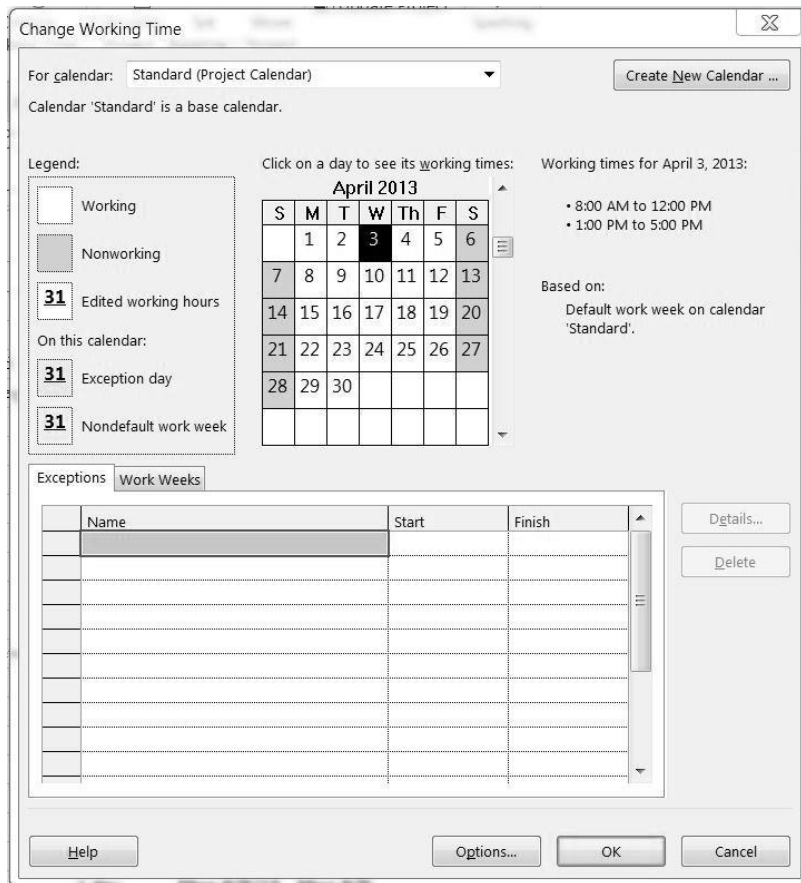 Change Working Time
For calendar: Standard (Project Calendar)
Create New Calendar ...
Calendar 'Standard' is a base calendar.
Legend:
Working
Nonworking
31 Edited working hours
On this calendar:
31 Exception day
31 Nondefault work week
Click on a day to see its working times:
April 2013
S M T W Th F S
1 2 3 4 5 6
7 8 9 10 11 12 13
14 15 16 17 18 19 20
21 22 23 24 25 26 27
28 29 30
Working times for April 3, 2013:
• 8:00 AM to 12:00 PM
• 1:00 PM to 5:00 PM
Based on:
Default work week on calendar
'Standard'.
Exceptions Work Weeks
Name Start Finish
Details...
Delete
Help Options... OK Cancel